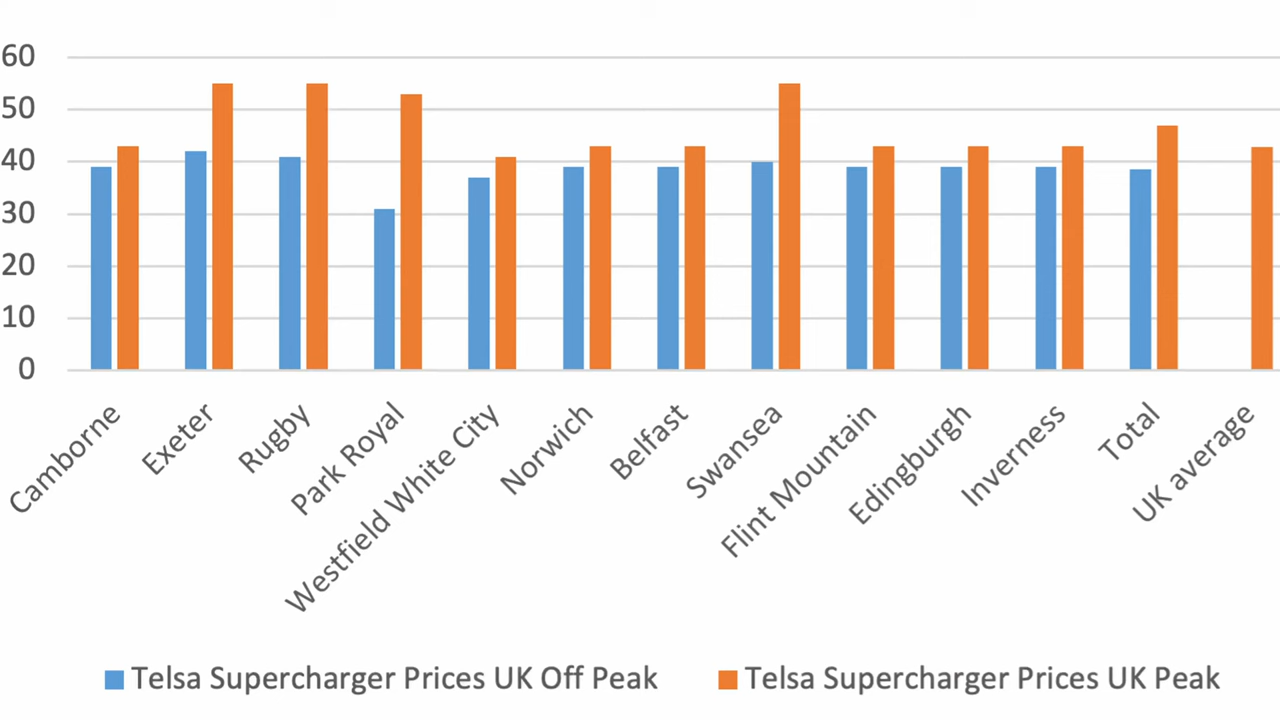 60
50
40
30
20
10
0
Camborne
Exeter
Rugby
Park Royal
Westfield White City
Norwich
Belfast
Swansea
Flint Mountain
Edingburgh
Inverness
Total
UK average
Telsa Supercharger Prices UK Off Peak
Telsa Supercharger Prices UK Peak